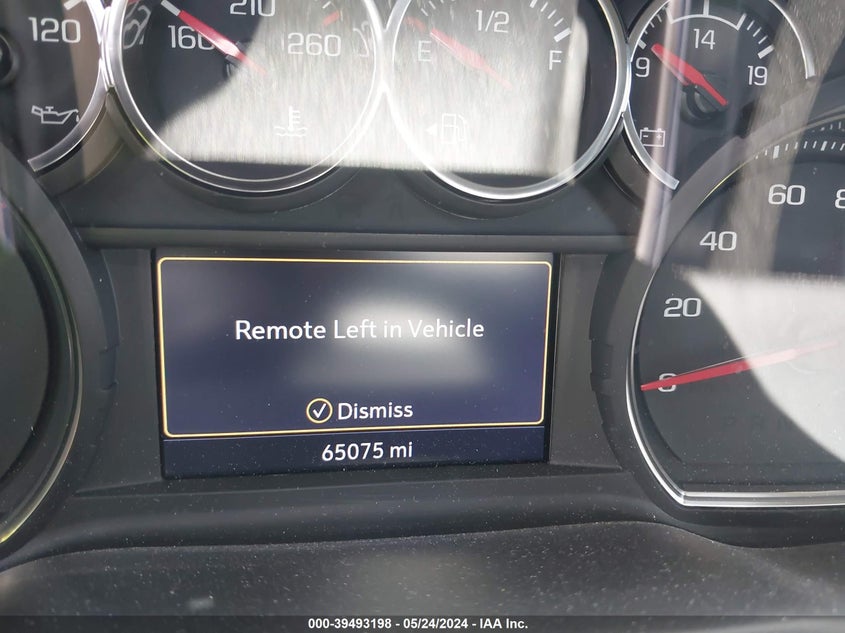 120
210
160 260
1/2
E F
14
9 19
60 8
40
20
0
Remote Left in Vehicle
Dismiss
65075 mi
000-39493198 - 05/24/2024 - IAA Inc.